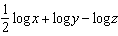 1/2 log x + log y − log z